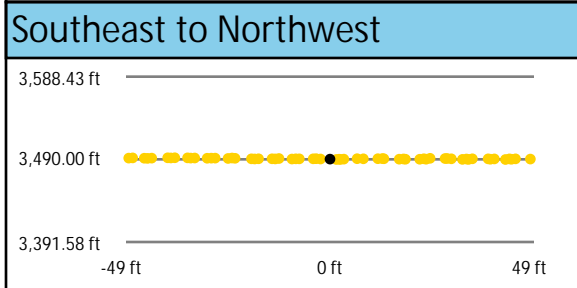 Southeast to Northwest
3,588.43 ft
3,490.00 ft
3,391.58 ft
-49 ft 0 ft 49 ft